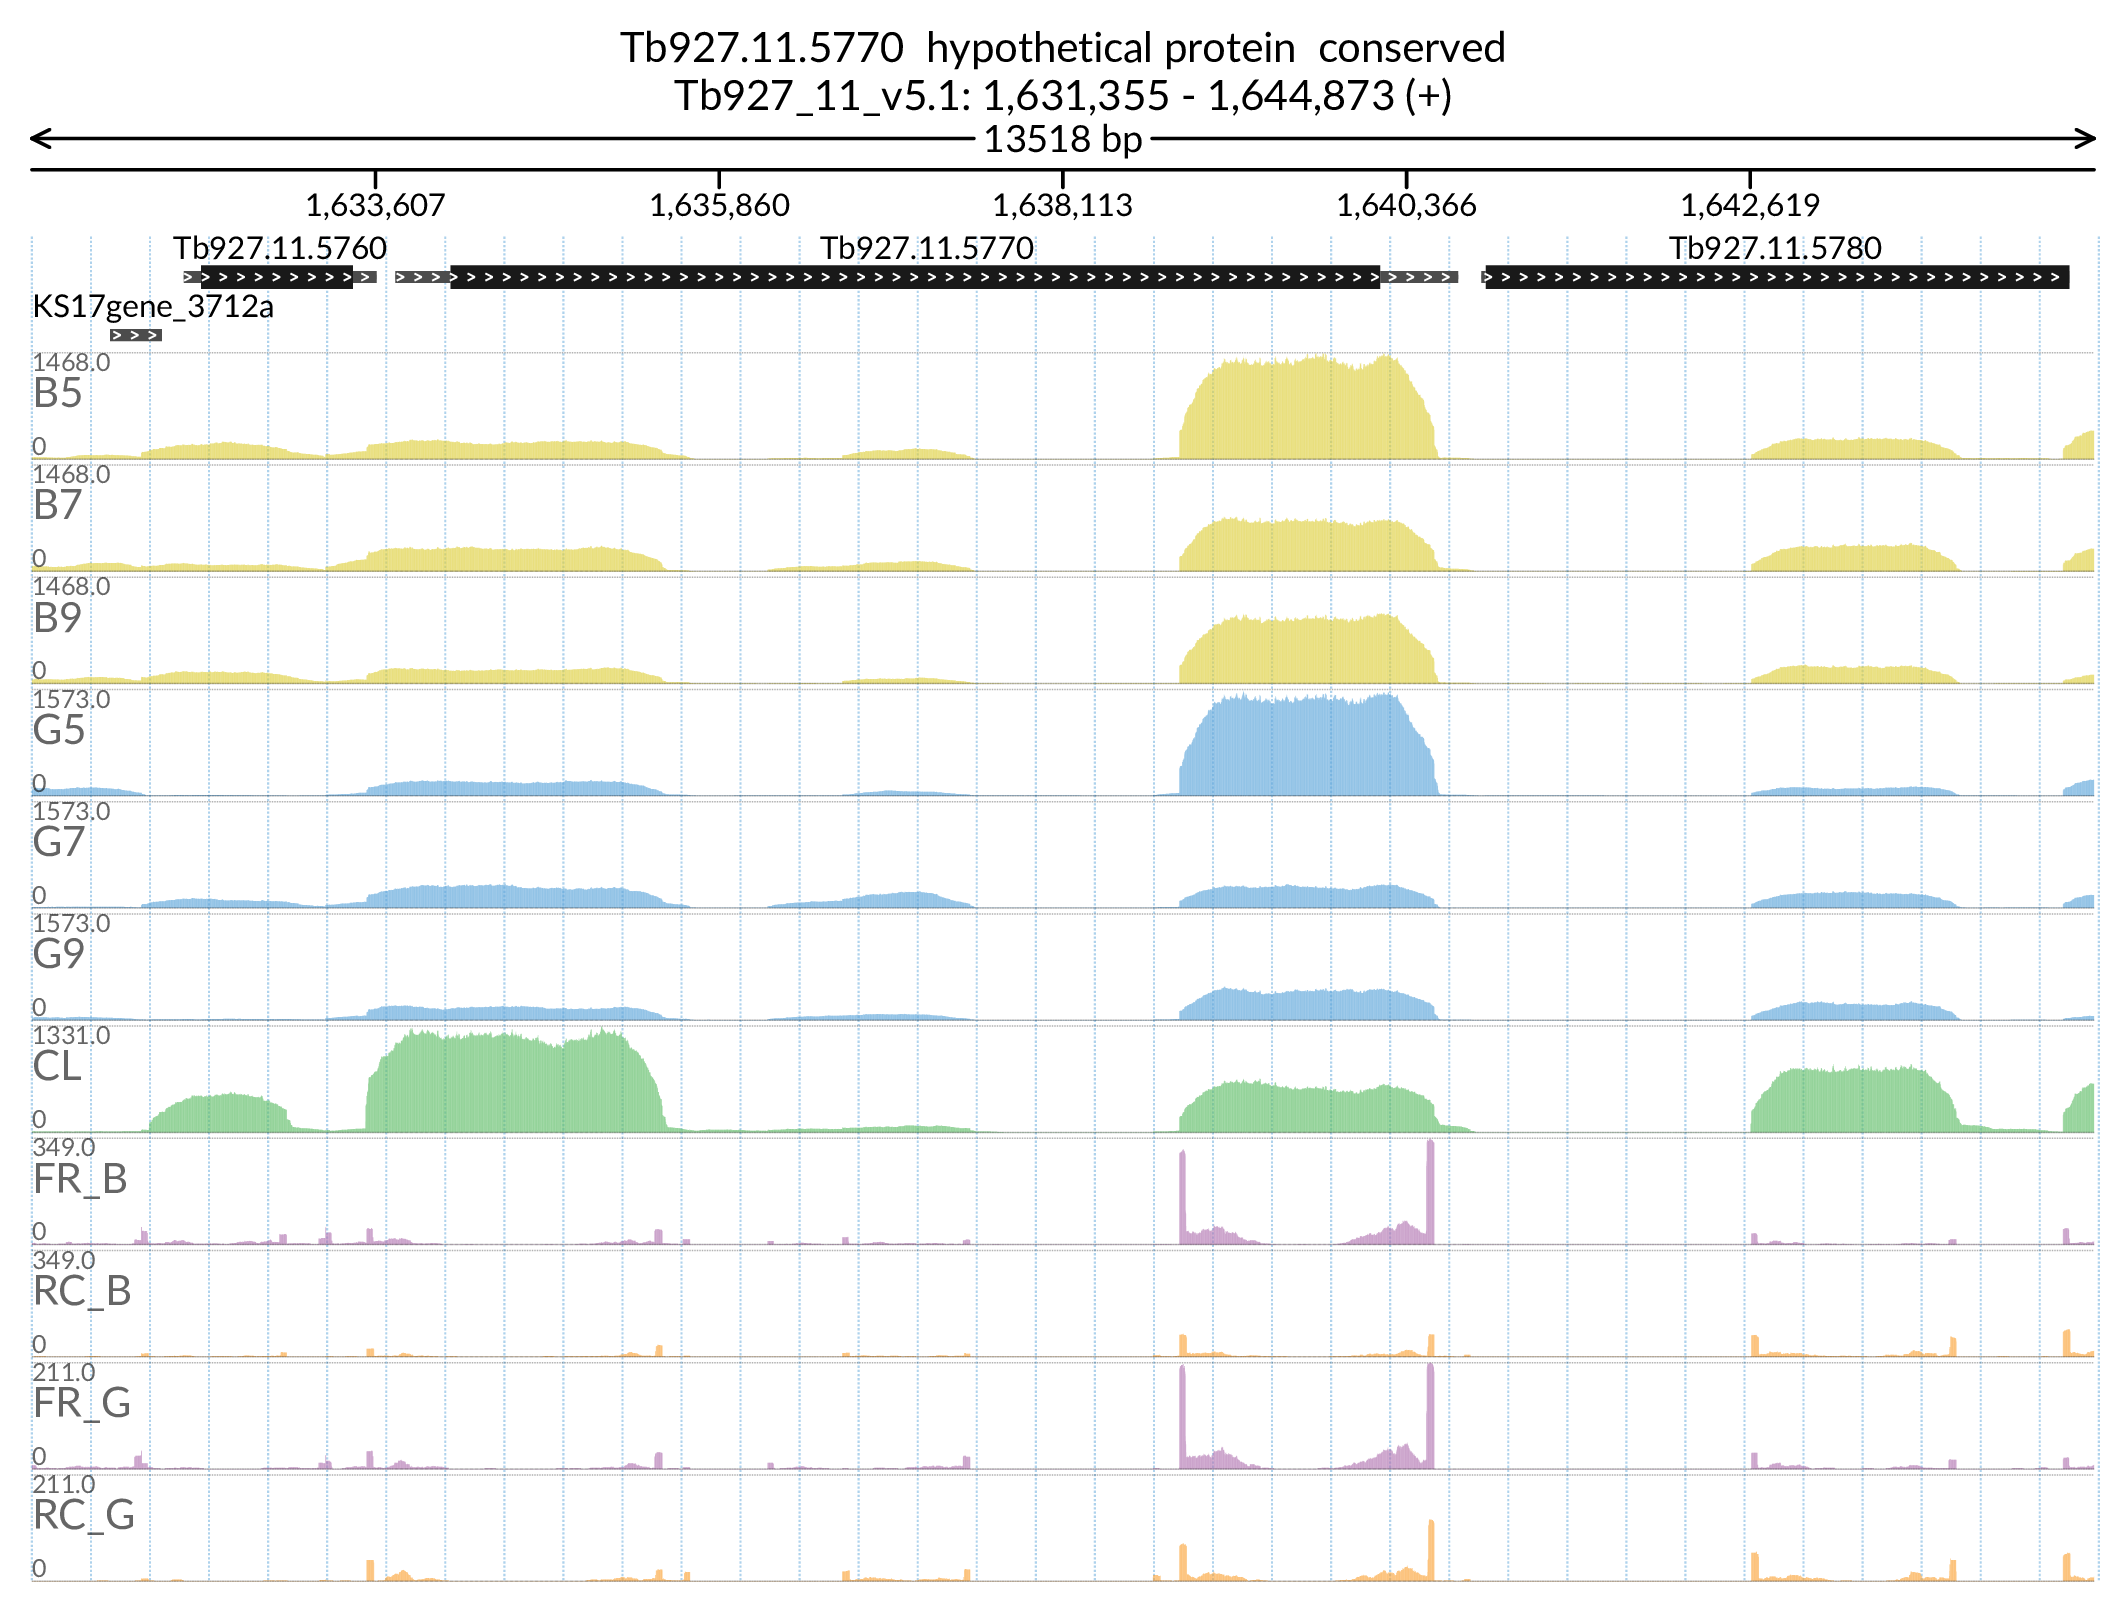 Tb927.11.5770  hypothetical protein  conserved
Tb927_11_v5.1: 1,631,355 - 1,644,873 (+)
13518 bp
1,633,607 1,635,860 1,638,113 1,640,366 1,642,619
Tb927.11.5760 Tb927.11.5770 Tb927.11.5780
KS17gene_3712a
1468.0
B5
0
1468.0
B7
0
1468.0
B9
0
1573.0
G5
0
1573.0
G7
0
1573.0
G9
0
1331.0
CL
0
349.0
FR_B
0
349.0
RC_B
0
211.0
FR_G
0
211.0
RC_G
0